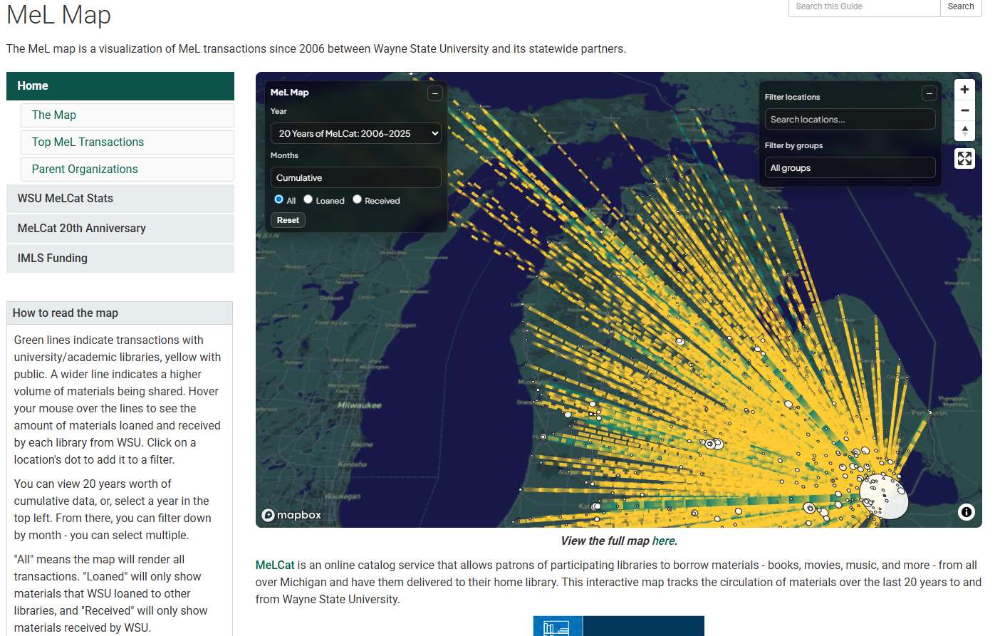 MeL Map
Search this Guide
Search
The MeL map is a visualization of MeL transactions since 2006 between Wayne State University and its statewide partners.
Home
The Map
Top MeL Transactions
Parent Organizations
WSU MeLCat Stats
MeLCat 20th Anniversary
IMLS Funding
How to read the map
Green lines indicate transactions with
university/academic libraries, yellow with
public. A wider line indicates a higher
volume of materials being shared. Hover
your mouse over the lines to see the
amount of materials loaned and received
by each library from WSU. Click on a
location's dot to add it to a filter.
You can view 20 years worth of
cumulative data, or, select a year in the
top left. From there, you can filter down
by month - you can select multiple.
"All" means the map will render all
transactions. "Loaned" will only show
materials that WSU loaned to other
libraries, and "Received" will only show
materials received by WSU.
MeL Map
Year
20 Years of MeLCat: 2006–2025
Months
Cumulative
All
Loaned
Received
Reset
Filter locations
Search locations...
Filter by groups
All groups
Green Bay
Appleton
Oshkosh
Manitowoc
Fond du Lac
Sheboygan
West Bend
Port
Washington
Milwaukee
Racine
Kenosha
Waukegan
mapbox
View the full map here.
MeLCat is an online catalog service that allows patrons of participating libraries to borrow materials - books, movies, music, and more - from all
over Michigan and have them delivered to their home library. This interactive map tracks the circulation of materials over the last 20 years to and
from Wayne State University.